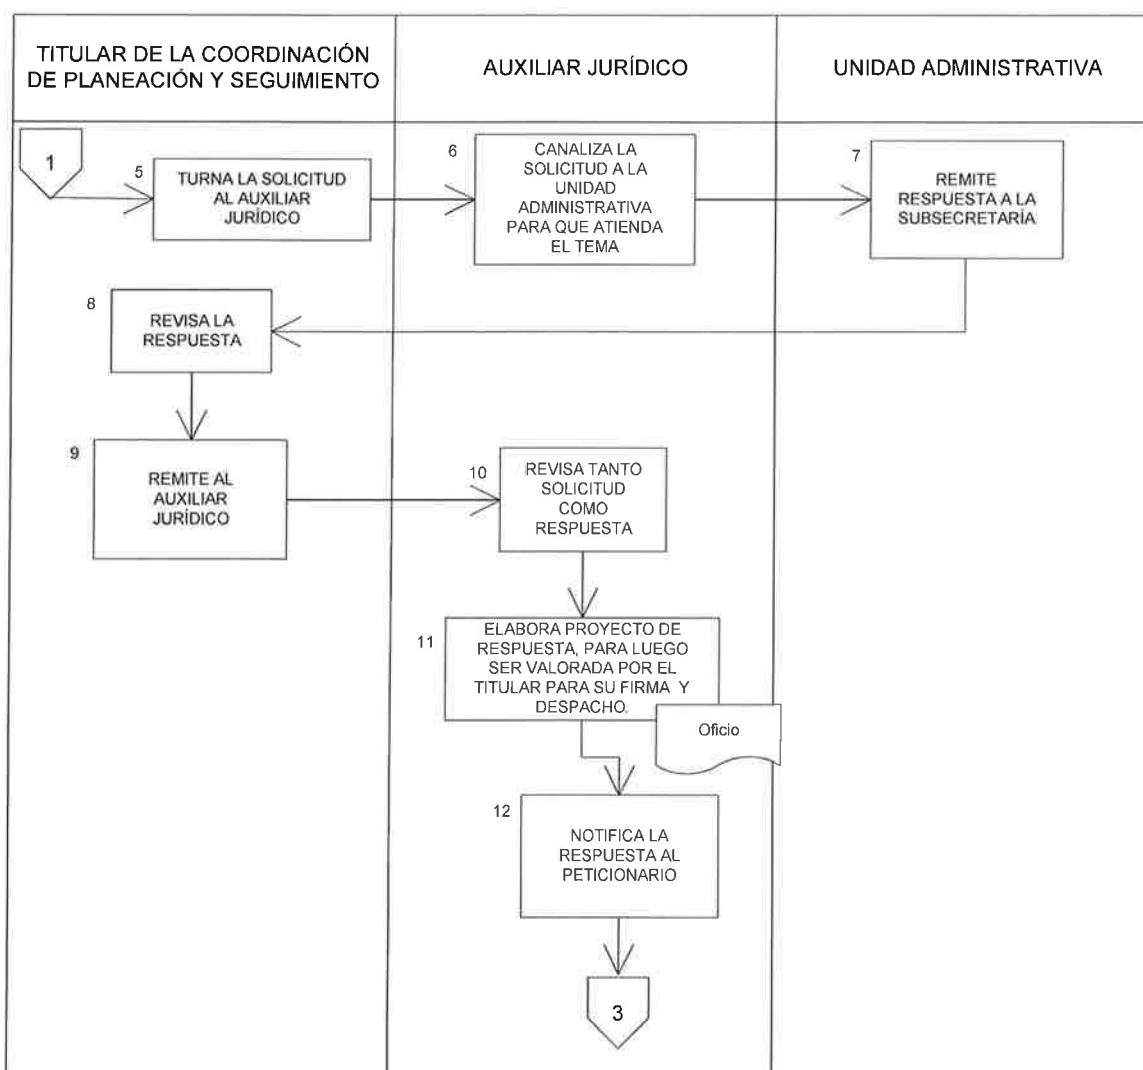 TITULAR DE LA COORDINACIÓN
DE PLANEACIÓN Y SEGUIMIENTO
AUXILIAR JURÍDICO
UNIDAD ADMINISTRATIVA
1
5
TURNA LA SOLICITUD
AL AUXILIAR
JURÍDICO
6
CANALIZA LA
SOLICITUD A LA
UNIDAD
ADMINISTRATIVA
PARA QUE ATIENDA
EL TEMA
7
REMITE
RESPUESTA A LA
SUBSECRETARÍA
8
REVISA LA
RESPUESTA
9
REMITE AL
AUXILIAR
JURÍDICO
10
REVISA TANTO
SOLICITUD
COMO
RESPUESTA
11
ELABORA PROYECTO DE
RESPUESTA, PARA LUEGO
SER VALORADA POR EL
TITULAR PARA SU FIRMA Y
DESPACHO.
Oficio
12
NOTIFICA LA
RESPUESTA AL
PETICIONARIO
3